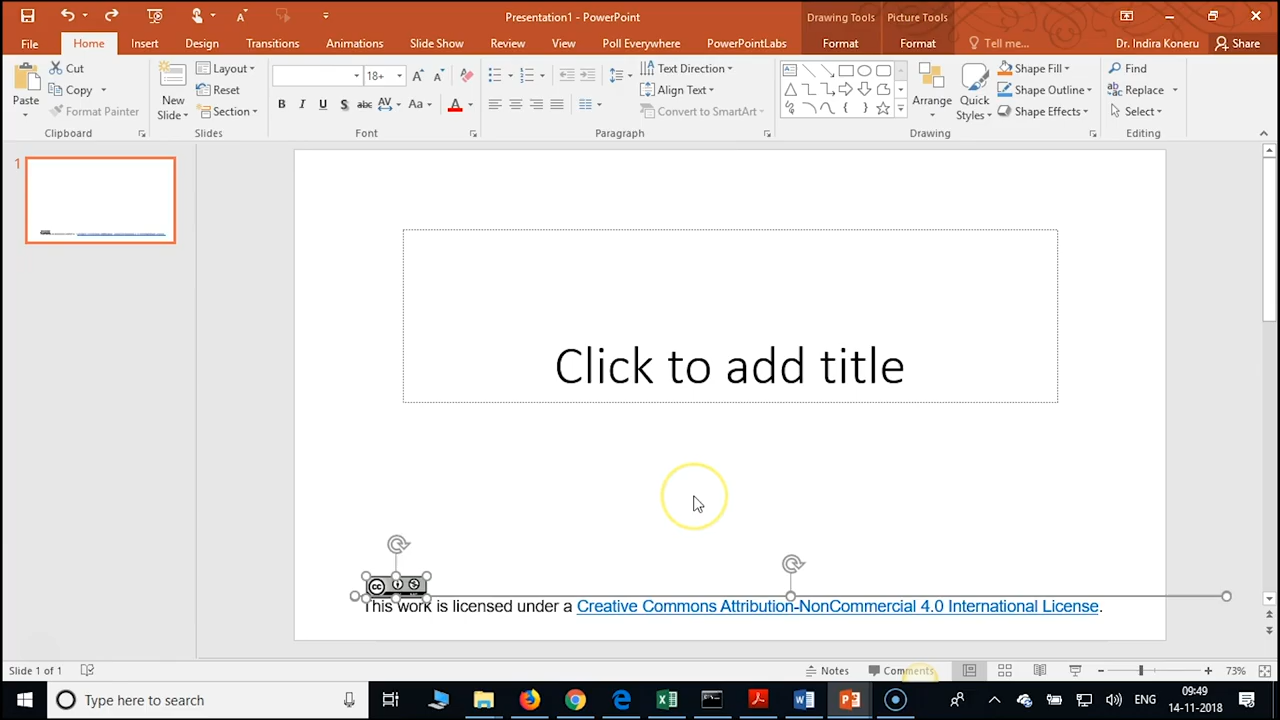 Presentation1 - PowerPoint
Drawing Tools
Picture Tools
File
Home
Insert
Design
Transitions
Animations
Slide Show
Review
View
Poll Everywhere
PowerPointLabs
Format
Format
Tell me...
Dr. Indira Koneru
Share
Paste
Cut
Copy
Format Painter
Clipboard
New
Slide
Layout
Reset
Section
Slides
18+
B I U S abc AV Aa A
Font
Text Direction
Align Text
Convert to SmartArt
Paragraph
Arrange
Quick
Styles
Shape Fill
Shape Outline
Shape Effects
Drawing
Find
Replace
Select
Editing
1
Click to add title
cc
This work is licensed under a Creative Commons Attribution-NonCommercial 4.0 International License.
Slide 1 of 1
Notes
Comments
73%
Type here to search
ENG
09:49
14-11-2018